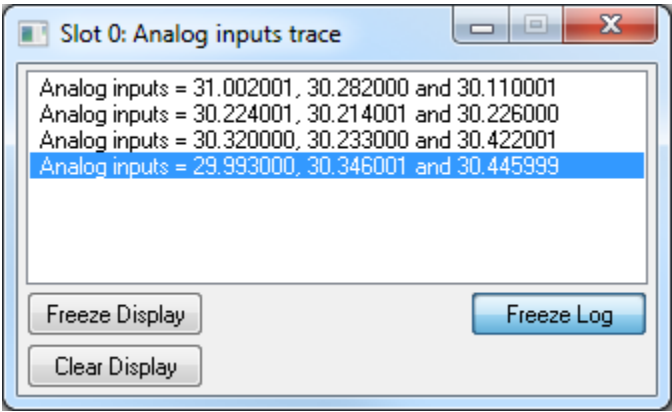 Slot 0: Analog inputs trace
Analog inputs = 31.002001, 30.282000 and 30.110001
Analog inputs = 30.224001, 30.214001 and 30.226000
Analog inputs = 30.320000, 30.233000 and 30.422001
Analog inputs = 29.993000, 30.346001 and 30.445999
Freeze Display
Freeze Log
Clear Display